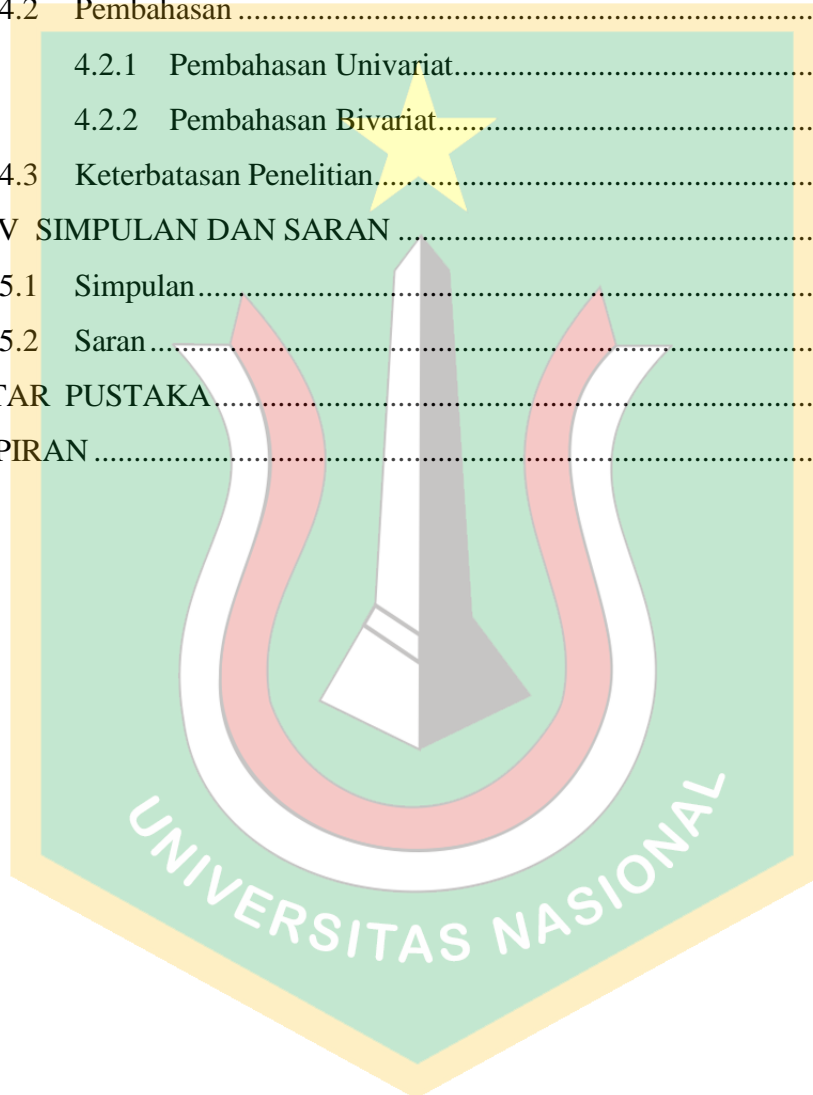 4.2 Pembahasan ........................................................................
4.2.1 Pembahasan Univariat.............................................
4.2.2 Pembahasan Bivariat...............................................
4.3 Keterbatasan Penelitian.......................................................
V SIMPULAN DAN SARAN ....................................................
5.1 Simpulan..............................................................................
5.2 Saran ....................................................................................
TAR PUSTAKA.........................................................................
PIRAN .......................................................................................
UNIVERSITAS NASIONAL